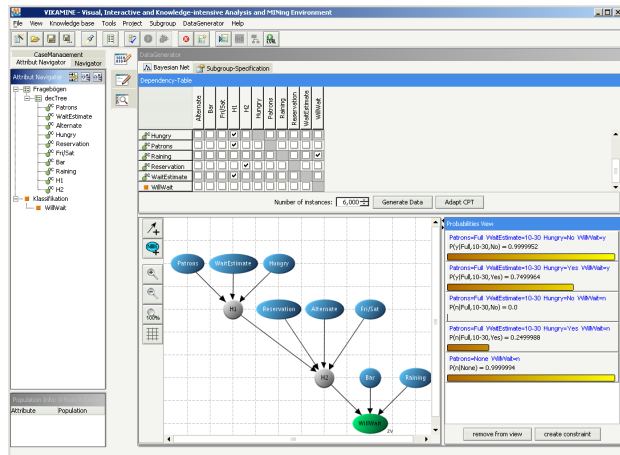 VIKAMINE - Visual, Interactive and Knowledge-intensive Analysis and MINing Environment
File View Knowledge base Tools Project Subgroup DataGenerator Help
CaseManagement
Attribut Navigator Navigator
Attribut Navigator
Fragebögen
decTree
Patrons
WaitEstimate
Alternate
Hungry
Reservation
Fri/Sat
Bar
Raining
H1
H2
Klassifikation
WillWait
Attribute Population
DataGenerator
Bayesian Net Subgroup-Specification
Dependency-Table
Alternate
Bar
Fri/Sat
H1
H2
Hungry
Patrons
Raining
Reservation
WaitEstimate
WillWait
Hungry
Patrons
Raining
Reservation
WaitEstimate
WillWait
Number of instances: 6,000 Generate Data Adapt CPT
100%
Patrons WaitEstimate Hungry
H1 Reservation Alternate Fri/Sat
H2 Bar Raining
WillWait
Probabilities View
Patrons=Full WaitEstimate=10-30 Hungry=No WillWait=y
P(y|Full,10-30,No) = 0.9999952
Patrons=Full WaitEstimate=10-30 Hungry=Yes WillWait=y
P(y|Full,10-30,Yes) = 0.7499964
Patrons=Full WaitEstimate=10-30 Hungry=No WillWait=n
P(n|Full,10-30,No) = 0.0
Patrons=Full WaitEstimate=10-30 Hungry=Yes WillWait=n
P(n|Full,10-30,Yes) = 0.2499988
Patrons=None WillWait=n
P(n|None) = 0.9999994
remove from view create constraint